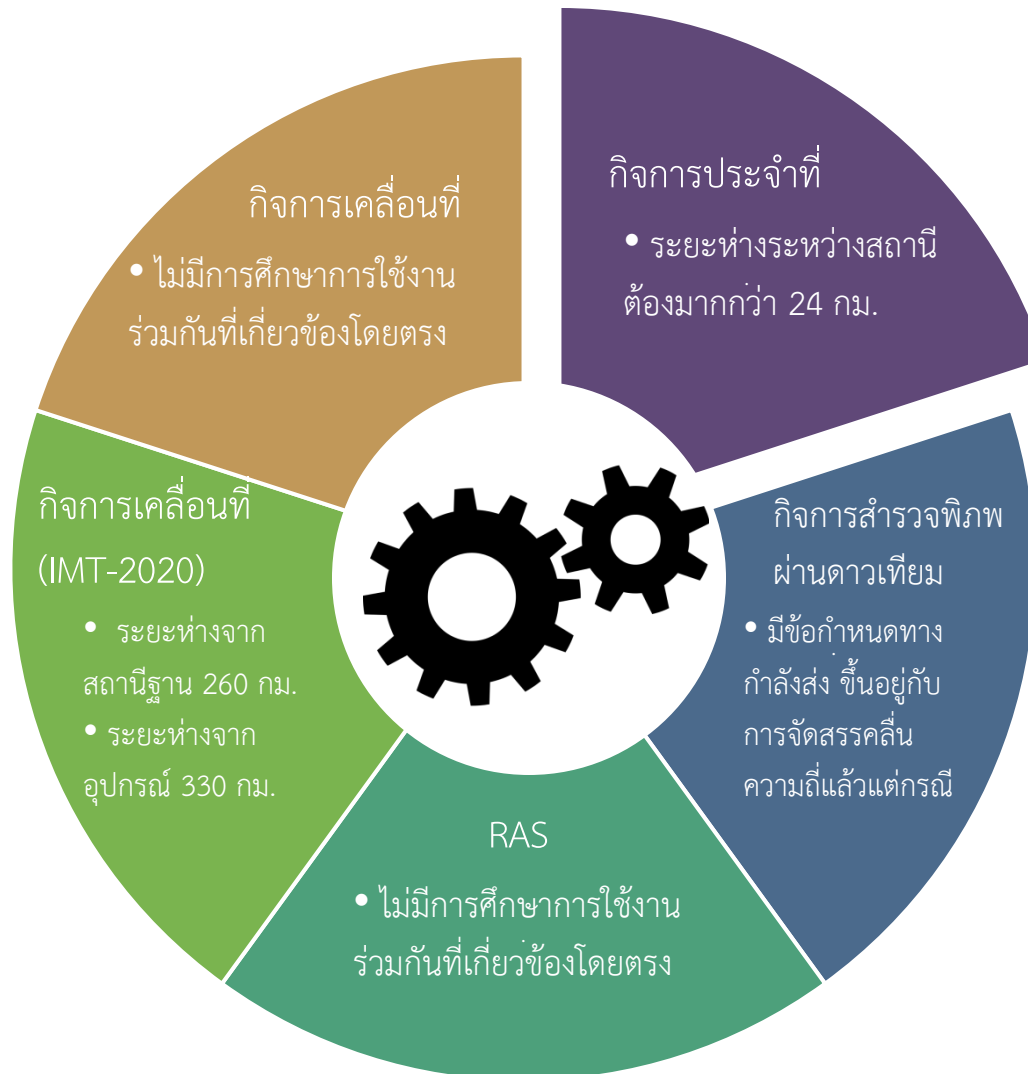 กิจการประจำที่
• ระยะห่างระหว่างสถานี
ต้องมากกว่า 24 กม.
กิจการสำรวจพิภพ
ผ่านดาวเทียม
• มีข้อกำหนดทาง
กำลังส่ง ขึ้นอยู่กับ
การจัดสรรคลื่น
ความถี่แล้วแต่กรณี
RAS
• ไม่มีการศึกษาการใช้งาน
ร่วมกันที่เกี่ยวข้องโดยตรง
กิจการเคลื่อนที่
(IMT-2020)
• ระยะห่างจาก
สถานีฐาน 260 กม.
• ระยะห่างจาก
อุปกรณ์ 330 กม.
กิจการเคลื่อนที่
• ไม่มีการศึกษาการใช้งาน
ร่วมกันที่เกี่ยวข้องโดยตรง